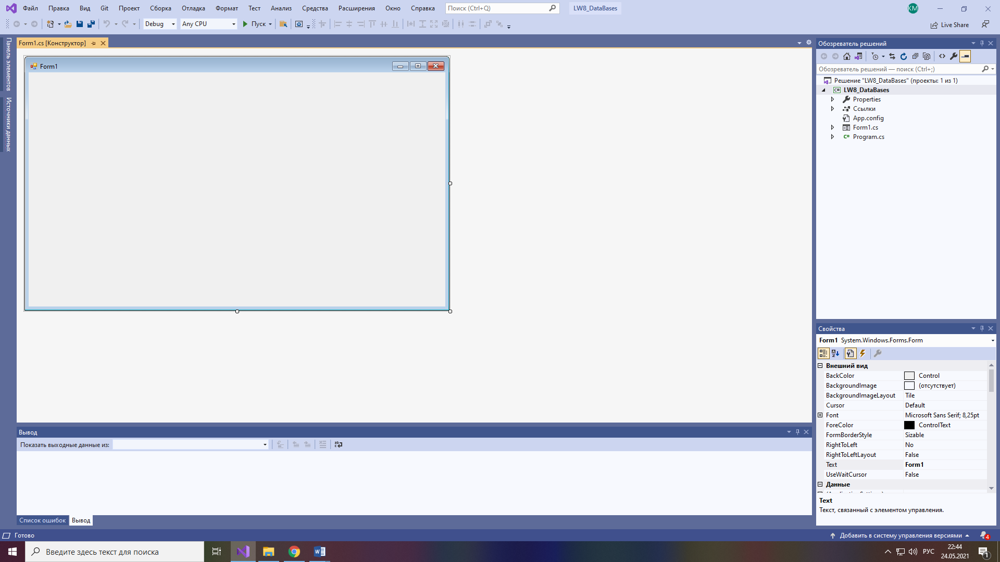 Файл Правка Вид Git Проект Сборка Отладка Формат Тест Анализ Средства Расширения Окно Справка Поиск (Ctrl+Q) LW8_DataBases KM
Debug Any CPU Пуск Live Share
Панель элементов
Источники данных
Form1.cs [Конструктор]
Form1
Обозреватель решений
Обозреватель решений — поиск (Ctrl+;)
Решение "LW8_DataBases" (проекты: 1 из 1)
C# LW8_DataBases
Properties
Ссылки
App.config
Form1.cs
C# Program.cs
Свойства
Form1 System.Windows.Forms.Form
Внешний вид
BackColor Control
BackgroundImage (отсутствует)
BackgroundImageLayout Tile
Cursor Default
Font Microsoft Sans Serif; 8,25pt
ForeColor ControlText
FormBorderStyle Sizable
RightToLeft No
RightToLeftLayout False
Text Form1
UseWaitCursor False
Данные
Text
Текст, связанный с элементом управления.
Вывод
Показать выходные данные из:
Список ошибок Вывод
Готово
Добавить в систему управления версиями 4
Введите здесь текст для поиска
РУС
22:44
24.05.2021
1